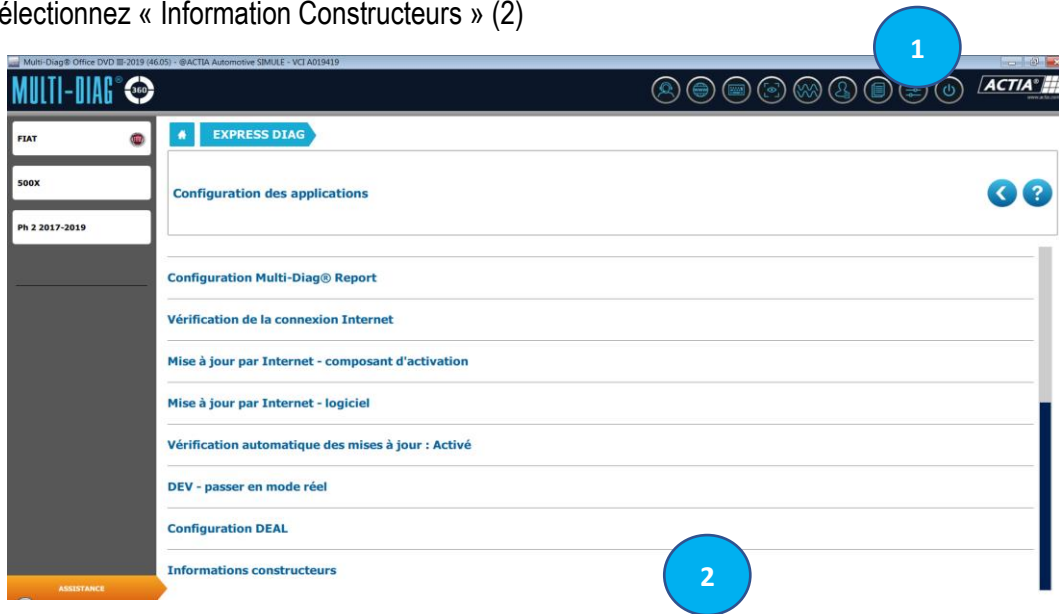 électionnez « Information Constructeurs » (2)
1
Multi-Diag® Office DVD III-2019 (46.05) - @ACTIA Automotive SIMULE - VCI A019419
MULTI-DIAG® 360
ACTIA®
FIAT
EXPRESS DIAG
500X
Configuration des applications
?
Ph 2 2017-2019
Configuration Multi-Diag® Report
Vérification de la connexion Internet
Mise à jour par Internet - composant d'activation
Mise à jour par Internet - logiciel
Vérification automatique des mises à jour : Activé
DEV - passer en mode réel
Configuration DEAL
Informations constructeurs
2
ASSISTANCE